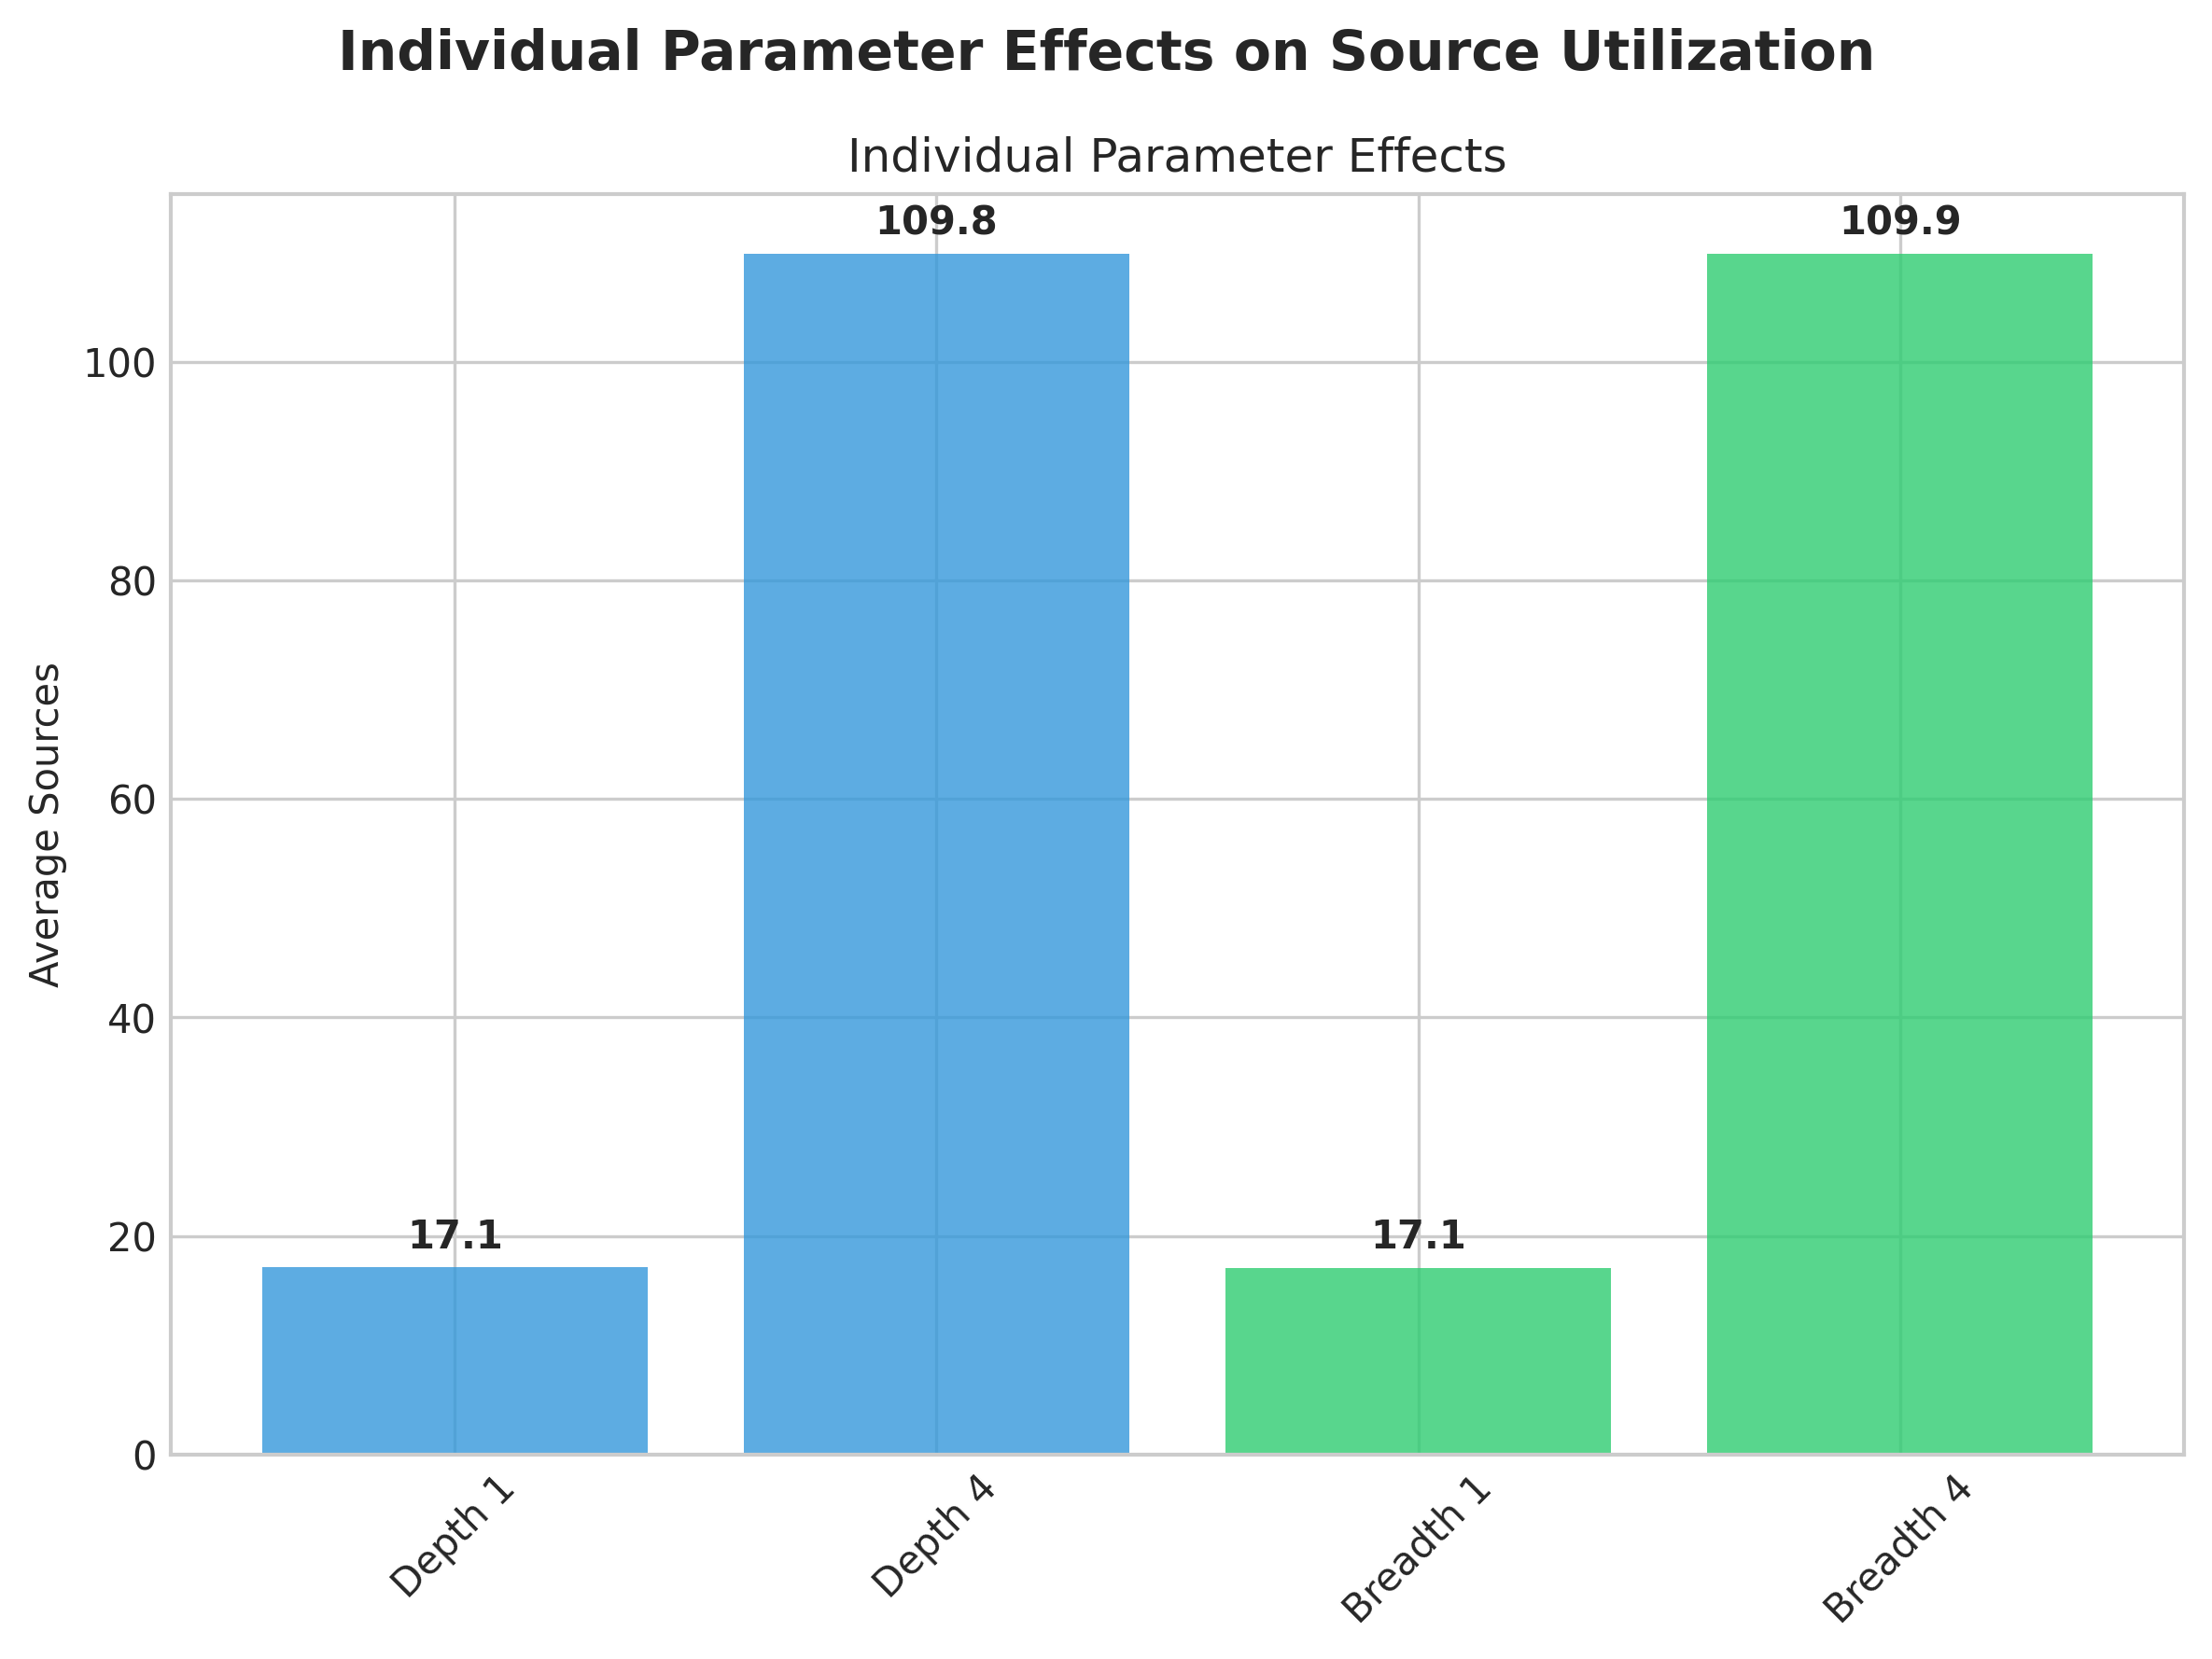 Individual Parameter Effects on Source Utilization
Individual Parameter Effects
109.8
109.9
100
80
60
40
20
0
Average Sources
17.1
17.1
Depth 1
Depth 4
Breadth 1
Breadth 4